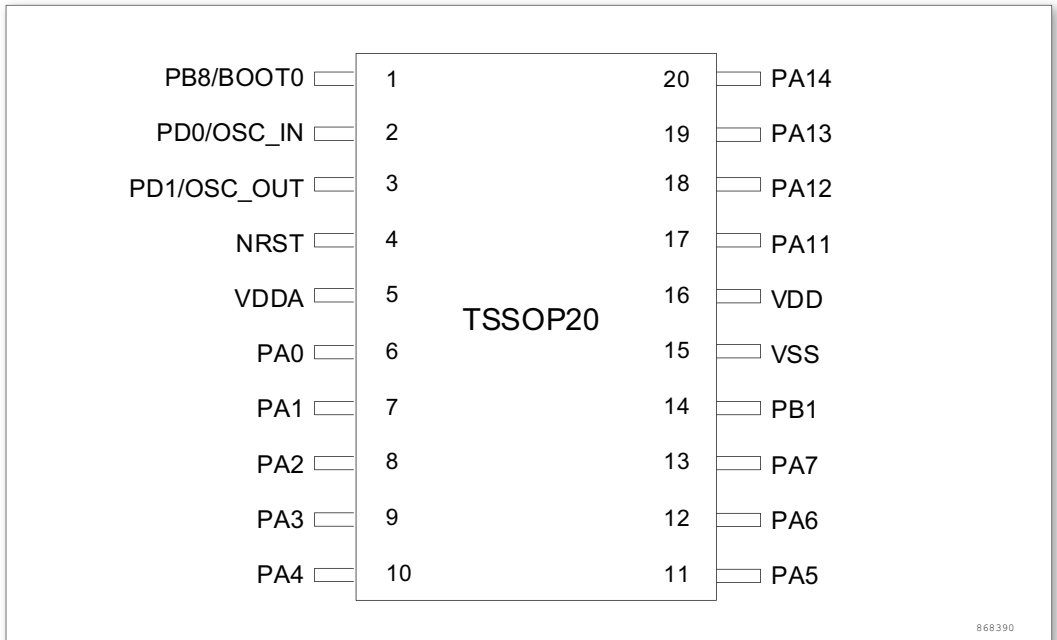 PB8/BOOT0 1 20 PA14
PD0/OSC_IN 2 19 PA13
PD1/OSC_OUT 3 18 PA12
NRST 4 17 PA11
VDDA 5 16 VDD
TSSOP20
PA0 6 15 VSS
PA1 7 14 PB1
PA2 8 13 PA7
PA3 9 12 PA6
PA4 10 11 PA5
868390